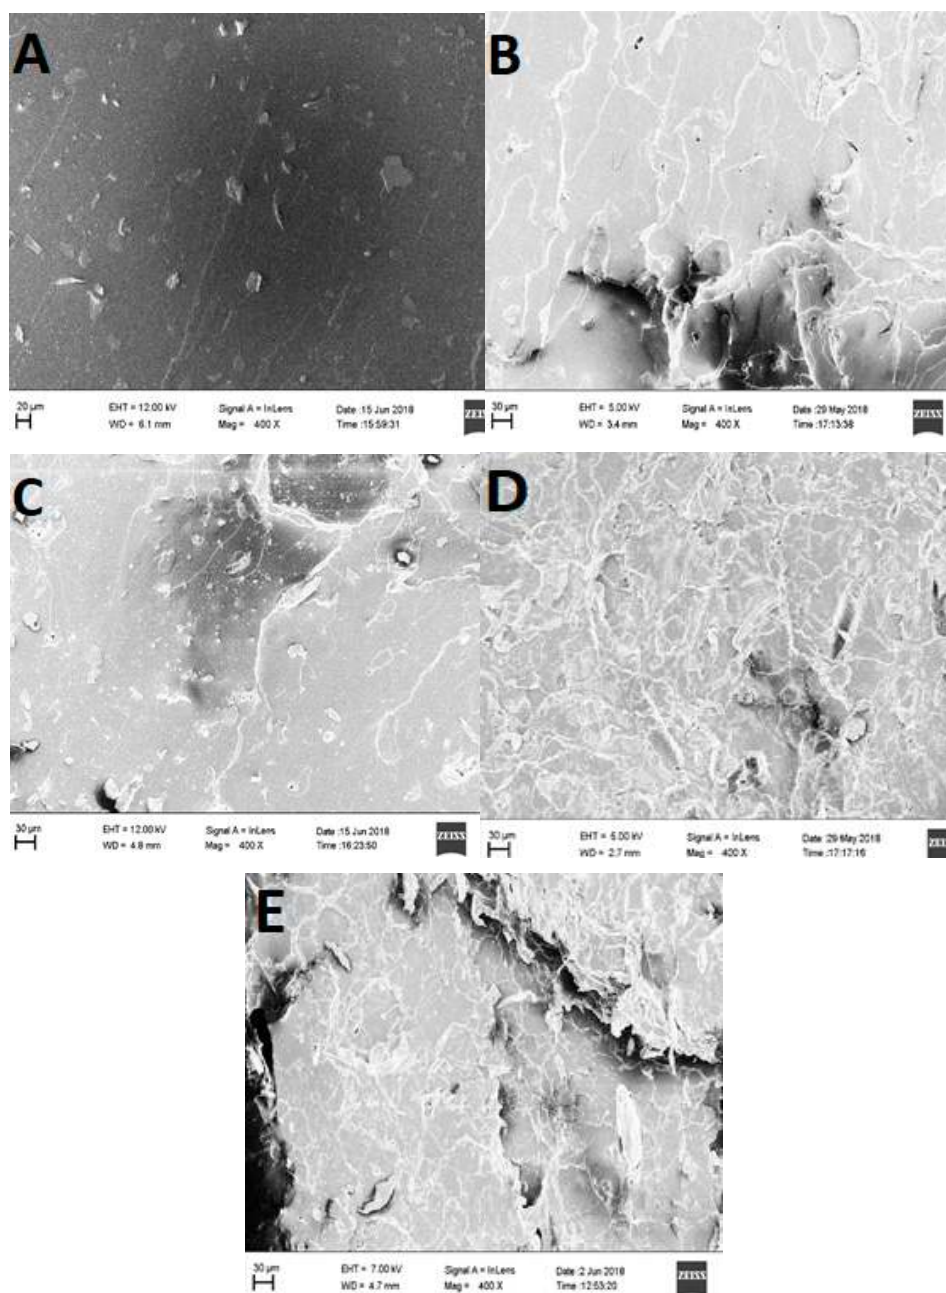 A
B
20 µm
EHT = 12.00 kV
Signal A = InLens
Date :15 Jun 2018
WD = 6.1 mm
Mag = 400 X
Time :15:59:31
ZEISS
30 µm
EHT = 5.00 kV
Signal A = InLens
Date :29 May 2018
WD = 3.4 mm
Mag = 400 X
Time :17:13:38
ZEISS
C
D
30 µm
EHT = 12.00 kV
Signal A = InLens
Date :15 Jun 2018
WD = 4.8 mm
Mag = 400 X
Time :16:23:50
ZEISS
30 µm
EHT = 5.00 kV
Signal A = InLens
Date :29 May 2018
WD = 2.7 mm
Mag = 400 X
Time :17:17:16
ZEI
E
30 µm
EHT = 7.00 kV
Signal A = InLens
Date :2 Jun 2018
WD = 4.7 mm
Mag = 400 X
Time :12:53:20
ZEISS